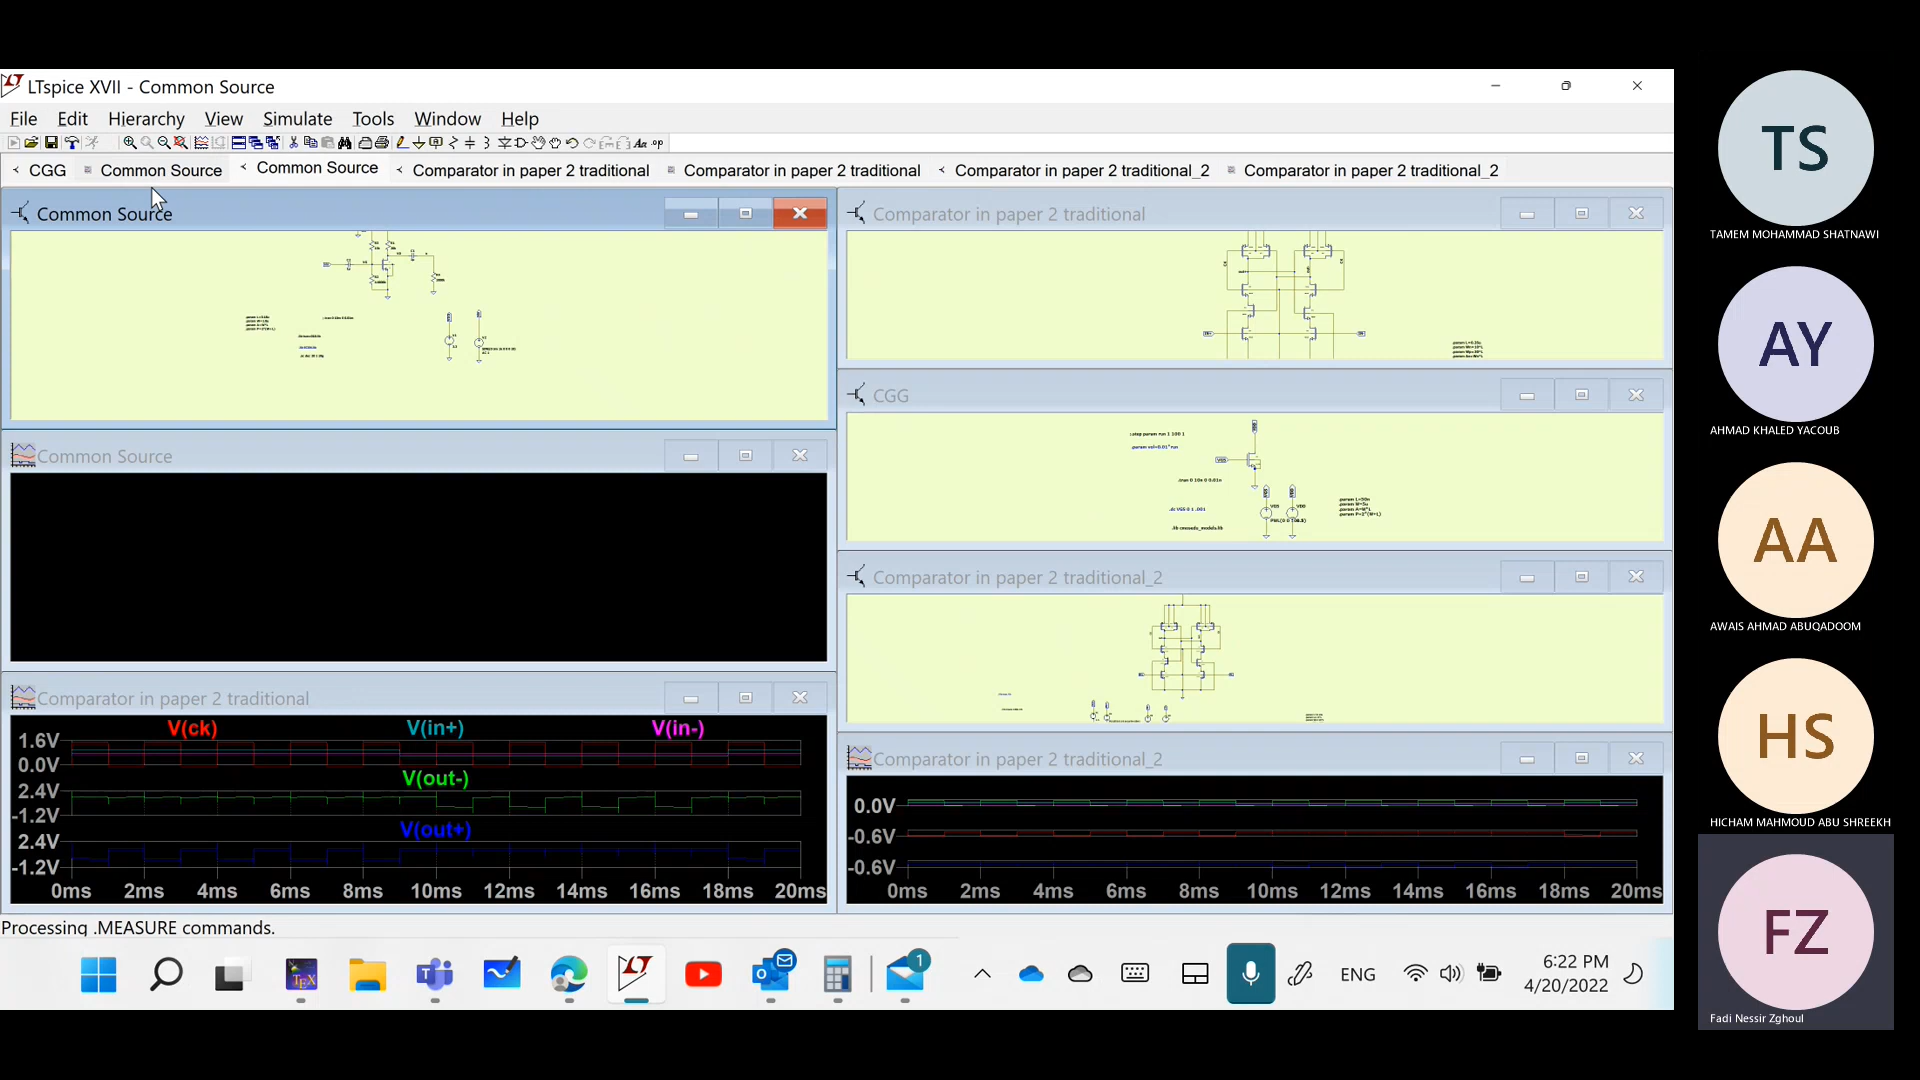 LTspice XVII - Common Source
File Edit Hierarchy View Simulate Tools Window Help
CGG Common Source Common Source Comparator in paper 2 traditional Comparator in paper 2 traditional Comparator in paper 2 traditional_2 Comparator in paper 2 traditional_2
Common Source
Common Source
Comparator in paper 2 traditional
V(ck) V(in+) V(in-)
1.6V
0.0V
V(out-)
2.4V
-1.2V
V(out+)
2.4V
-1.2V
0ms 2ms 4ms 6ms 8ms 10ms 12ms 14ms 16ms 18ms 20ms
Comparator in paper 2 traditional
CGG
.step param run 1 100 1
Comparator in paper 2 traditional_2
Comparator in paper 2 traditional_2
0.0V
-0.6V
-0.6V
0ms 2ms 4ms 6ms 8ms 10ms 12ms 14ms 16ms 18ms 20ms
Processing .MEASURE commands.
1
ENG
6:22 PM
4/20/2022
TS
TAMEM MOHAMMAD SHATNAWI
AY
AHMAD KHALED YACOUB
AA
AWAIS AHMAD ABUQADOOM
HS
HICHAM MAHMOUD ABU SHREEKH
FZ
Fadi Nessir Zghoul